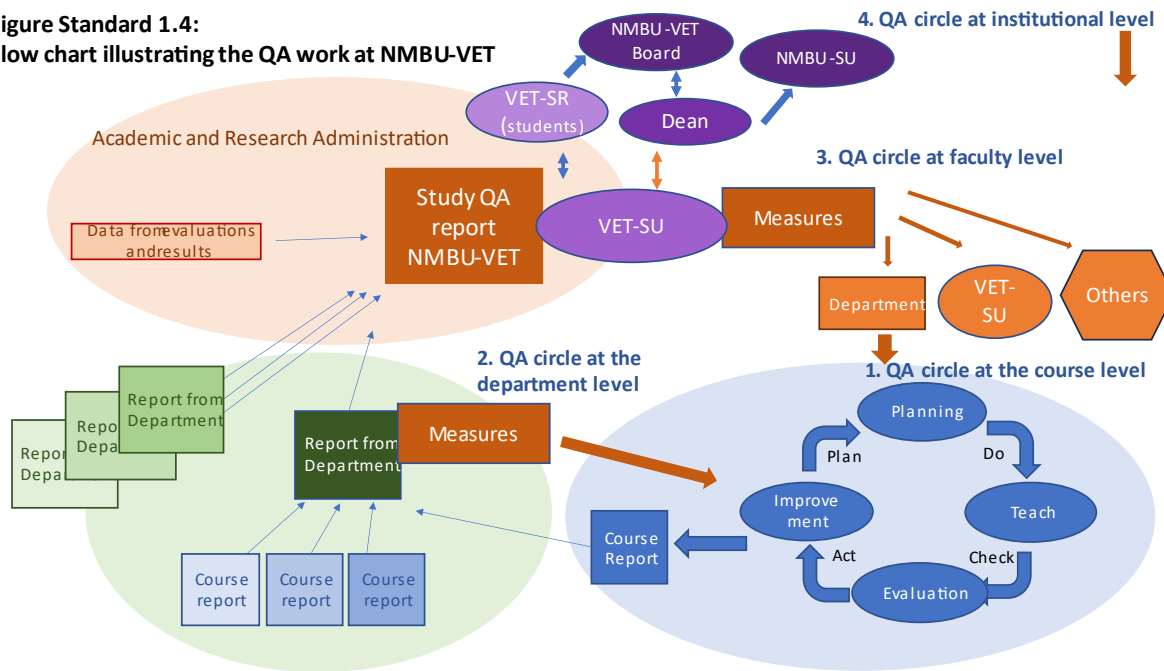 igure Standard 1.4:
low chart illustrating the QA work at NMBU-VET
4. QA circle at institutional level
NMBU-VET
Board
NMBU-SU
VET-SR
(students)
Dean
Academic and Research Administration
3. QA circle at faculty level
Study QA
report
NMBU-VET
VET-SU
Measures
Data fromevaluations
andresults
Department
VET-
SU
Others
2. QA circle at the
department level
1. QA circle at the course level
Report from
Department
Repo
Depa
Repor
Depar
Report from
Department
Measures
Planning
Plan
Do
Improve
ment
Teach
Course
Report
Act
Check
Evaluation
Course
report
Course
report
Course
report